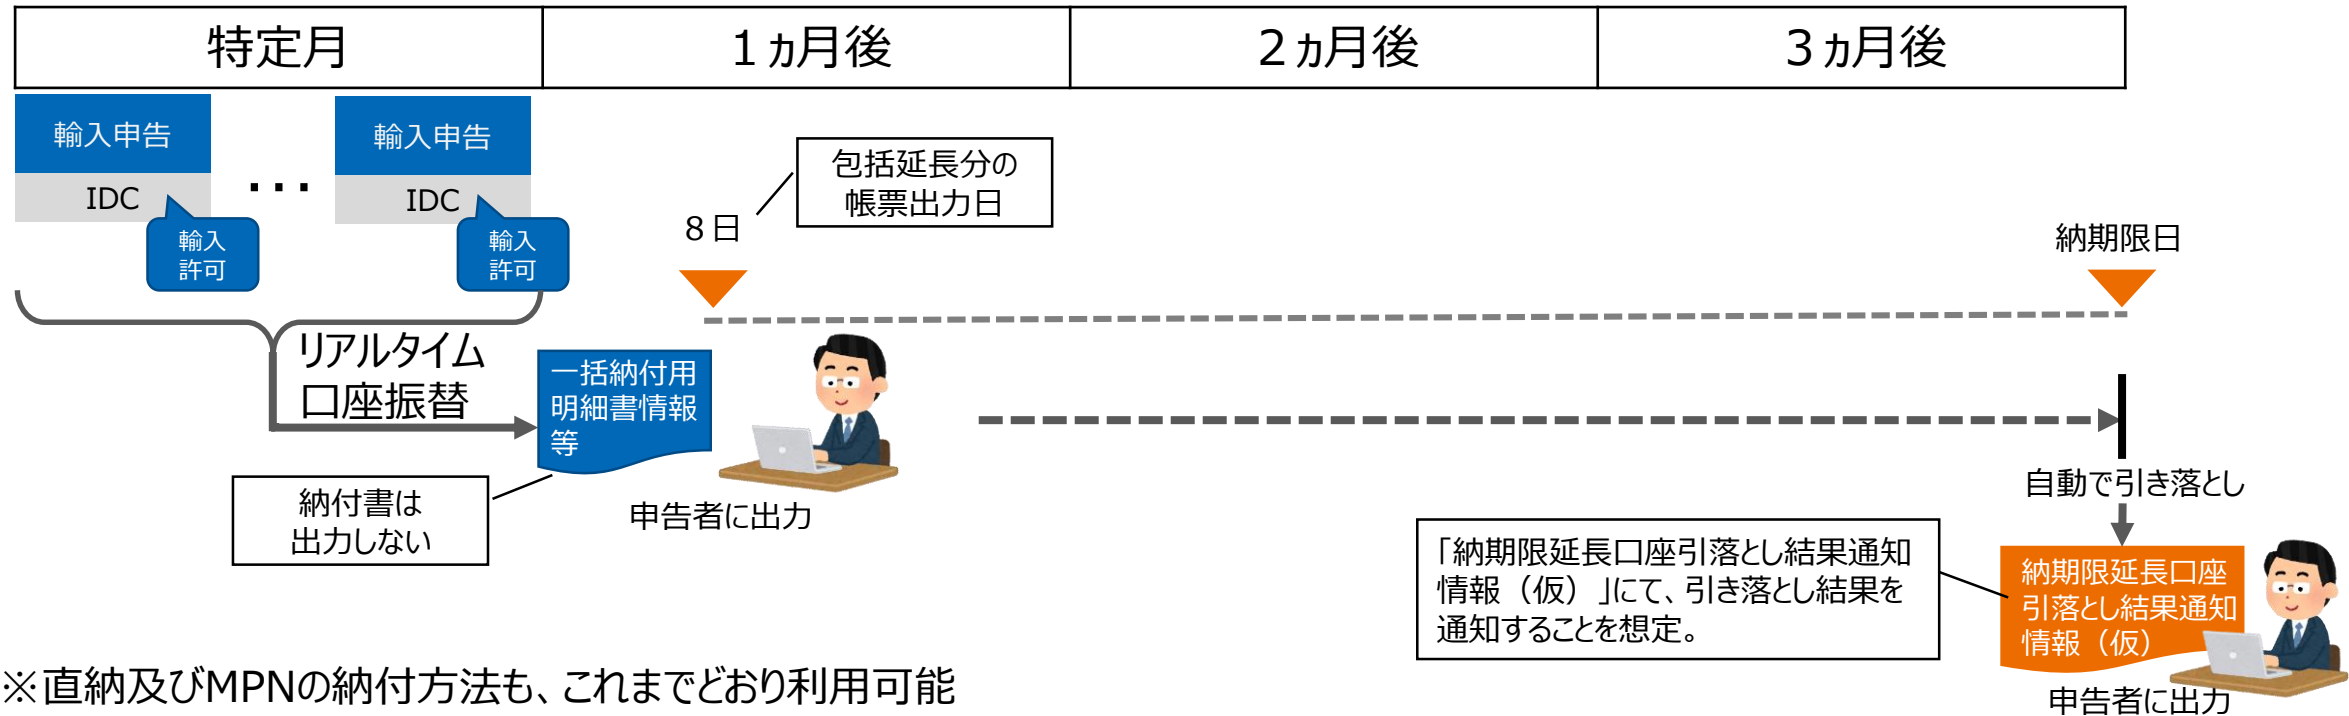 特定月
１ヵ月後
２ヵ月後
３ヵ月後
輸入申告
IDC
輸入
許可
…
輸入申告
IDC
輸入
許可
包括延長分の
帳票出力日
８日
納期限日
リアルタイム
口座振替
一括納付用
明細書情報
等
納付書は
出力しない
申告者に出力
自動で引き落とし
「納期限延長口座引落とし結果通知
情報（仮）」にて、引き落とし結果を
通知することを想定。
納期限延長口座
引落とし結果通知
情報（仮）
申告者に出力
※直納及びMPNの納付方法も、これまでどおり利用可能